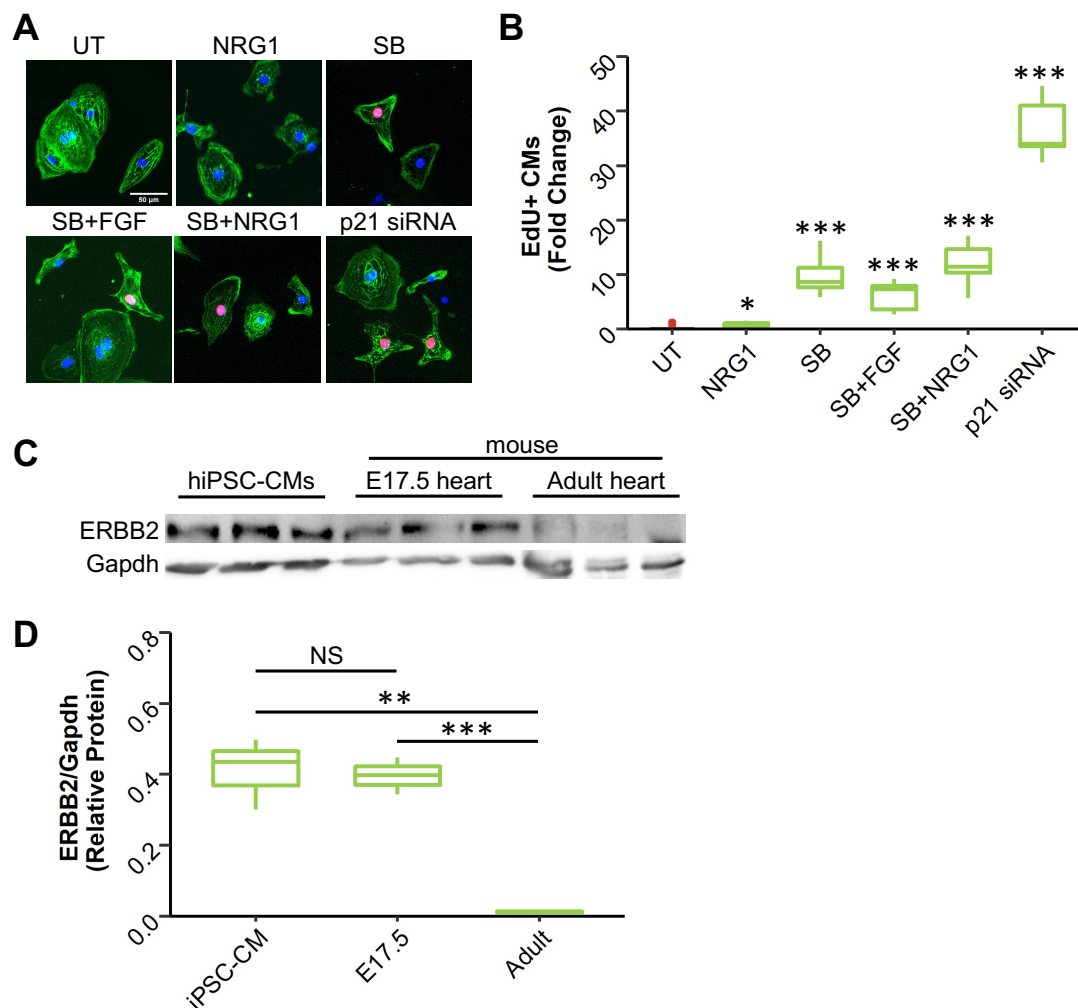 A
UT
NRG1
SB
50 µm
SB+FGF
SB+NRG1
p21 siRNA
B
EdU+ CMs
(Fold Change)
50
40
30
20
10
0
*
***
***
***
***
UT
NRG1
SB
SB+FGF
SB+NRG1
p21 siRNA
C
mouse
hiPSC-CMs
E17.5 heart
Adult heart
ERBB2
Gapdh
D
ERBB2/Gapdh
(Relative Protein)
0.8
0.6
0.4
0.2
0.0
NS
**
***
iPSC-CM
E17.5
Adult